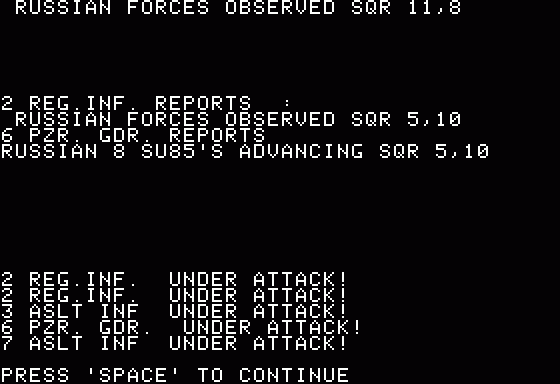 RUSSIAN FORCES OBSERVED SQR 11,8
2 REG.INF. REPORTS :
RUSSIAN FORCES OBSERVED SQR 5,10
6 PZR. GDR. REPORTS
RUSSIAN 8 SU85'S ADVANCING SQR 5,10
2 REG.INF. UNDER ATTACK!
2 REG.INF. UNDER ATTACK!
3 ASLT INF UNDER ATTACK!
6 PZR. GDR. UNDER ATTACK!
7 ASLT INF UNDER ATTACK!
PRESS 'SPACE' TO CONTINUE